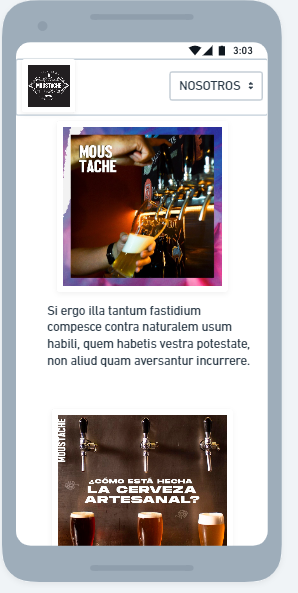 3:03
MOUSTACHE
NOSOTROS
MOUS
TACHE
Si ergo illa tantum fastidium
compesce contra naturalem usum
habili, quem habetis vestra potestate,
non aliud quam aversantur incurrere.
MOUSTACHE
¿CÓMO ESTÁ HECHA
LA CERVEZA
ARTESANAL?